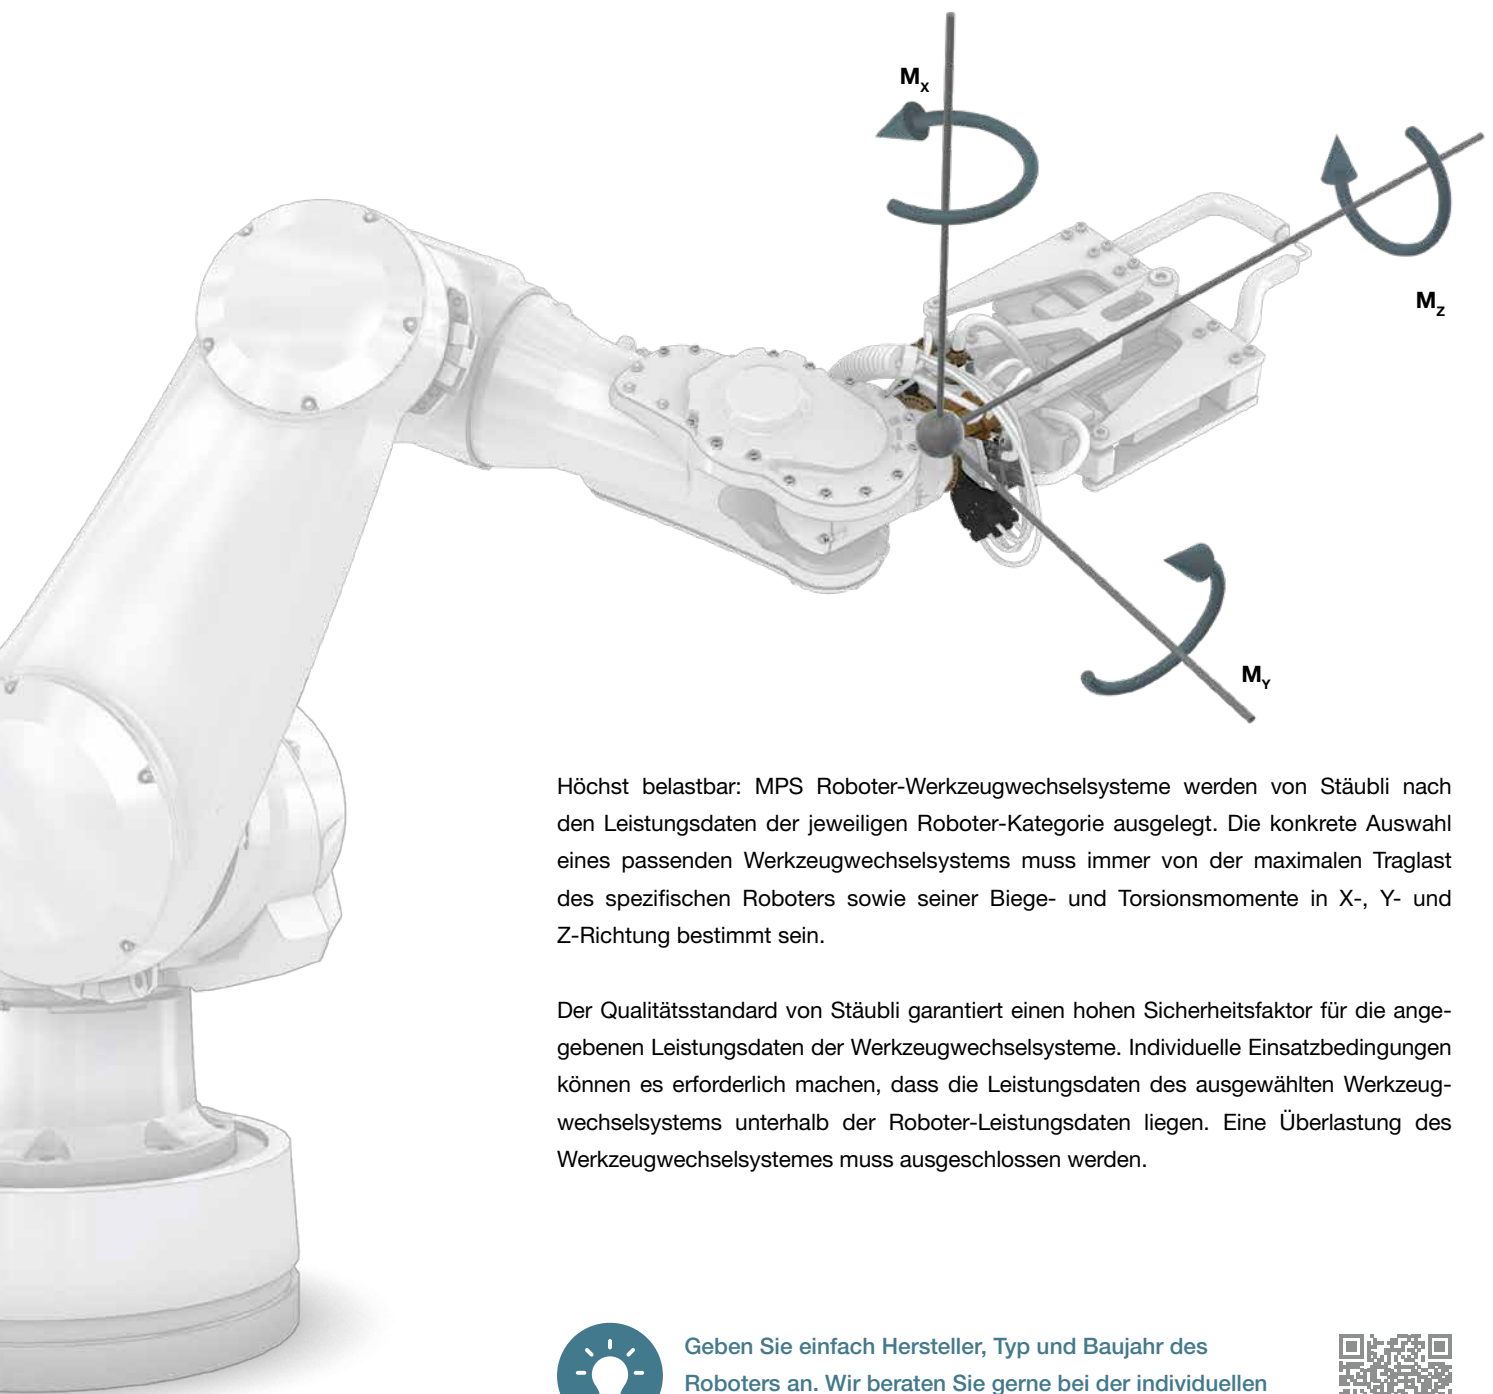 Mx
Mz
MY
Höchst belastbar: MPS Roboter-Werkzeugwechselsysteme werden von Stäubli nach
den Leistungsdaten der jeweiligen Roboter-Kategorie ausgelegt. Die konkrete Auswahl
eines passenden Werkzeugwechselsystems muss immer von der maximalen Traglast
des spezifischen Roboters sowie seiner Biege- und Torsionsmomente in X-, Y- und
Z-Richtung bestimmt sein.
Der Qualitätsstandard von Stäubli garantiert einen hohen Sicherheitsfaktor für die ange-
gebenen Leistungsdaten der Werkzeugwechselsysteme. Individuelle Einsatzbedingungen
können es erforderlich machen, dass die Leistungsdaten des ausgewählten Werkzeug-
wechselsystems unterhalb der Roboter-Leistungsdaten liegen. Eine Überlastung des
Werkzeugwechselsystemes muss ausgeschlossen werden.
Geben Sie einfach Hersteller, Typ und Baujahr des
Roboters an. Wir beraten Sie gerne bei der individuellen